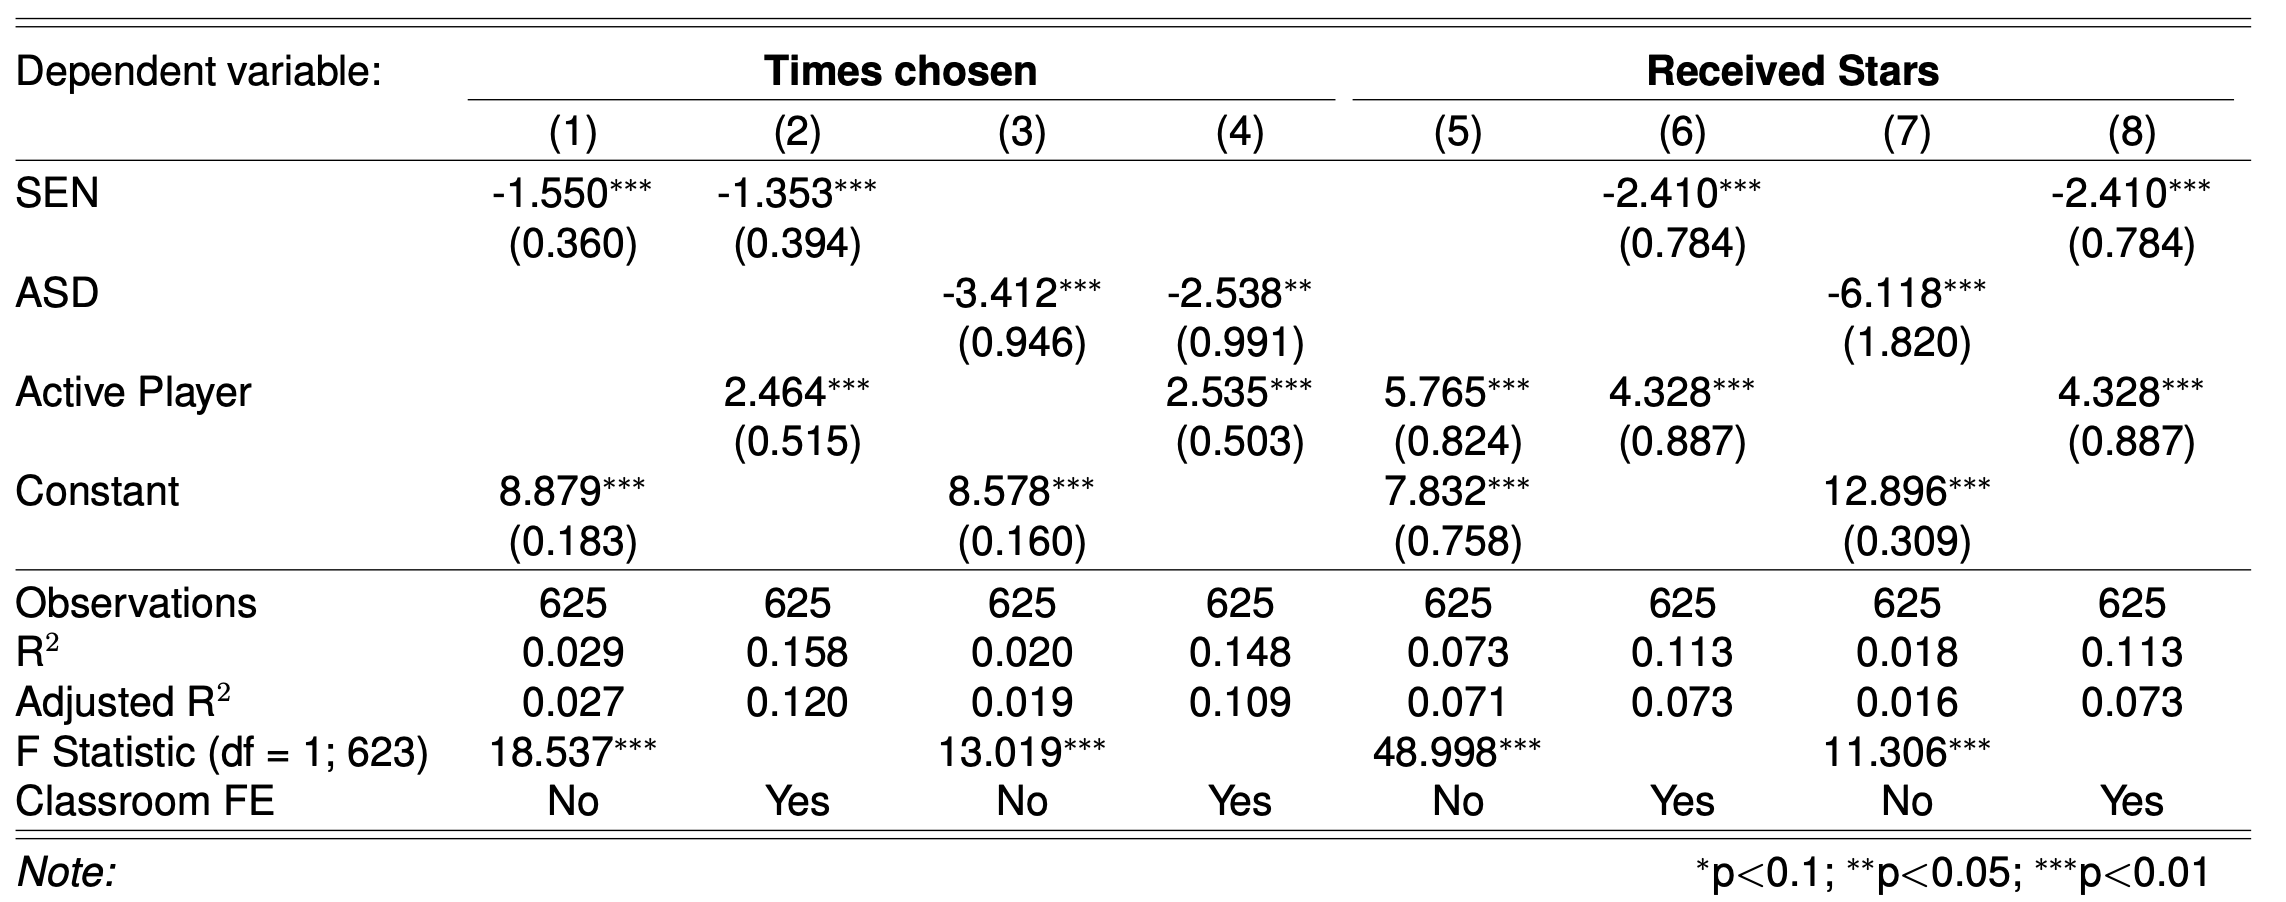 Dependent variable: Times chosen Received Stars
(1) (2) (3) (4) (5) (6) (7) (8)
SEN -1.550*** -1.353*** -2.410*** -2.410***
(0.360) (0.394) (0.784) (0.784)
ASD -3.412*** -2.538** -6.118***
(0.946) (0.991) (1.820)
Active Player 2.464*** 2.535*** 5.765*** 4.328*** 4.328***
(0.515) (0.503) (0.824) (0.887) (0.887)
Constant 8.879*** 8.578*** 7.832*** 12.896***
(0.183) (0.160) (0.758) (0.309)
Observations 625 625 625 625 625 625 625 625
R² 0.029 0.158 0.020 0.148 0.073 0.113 0.018 0.113
Adjusted R² 0.027 0.120 0.019 0.109 0.071 0.073 0.016 0.073
F Statistic (df = 1; 623) 18.537*** 13.019*** 48.998*** 11.306***
Classroom FE No Yes No Yes No Yes No Yes
Note: *p<0.1; **p<0.05; ***p<0.01